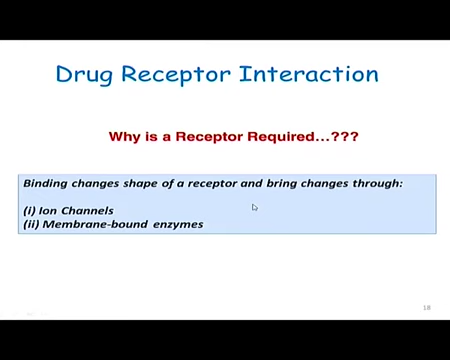 Drug Receptor Interaction
Why is a Receptor Required...???
Binding changes shape of a receptor and bring changes through:
(i) Ion Channels
(ii) Membrane-bound enzymes
18